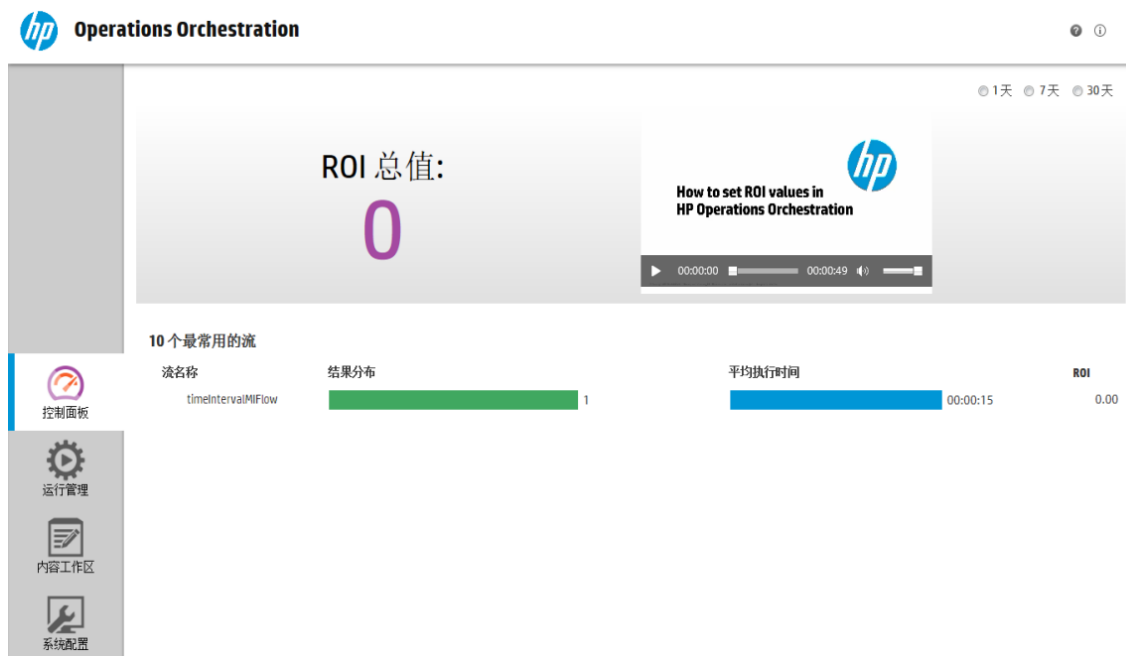 hp Operations Orchestration
1天 7天 30天
ROI 总值:
0
hp
How to set ROI values in
HP Operations Orchestration
00:00:00 00:00:49
10 个最常用的流
流名称 结果分布 平均执行时间 ROI
timeIntervalMIFlow 1 00:00:15 0.00
控制面板
运行管理
内容工作区
系统配置